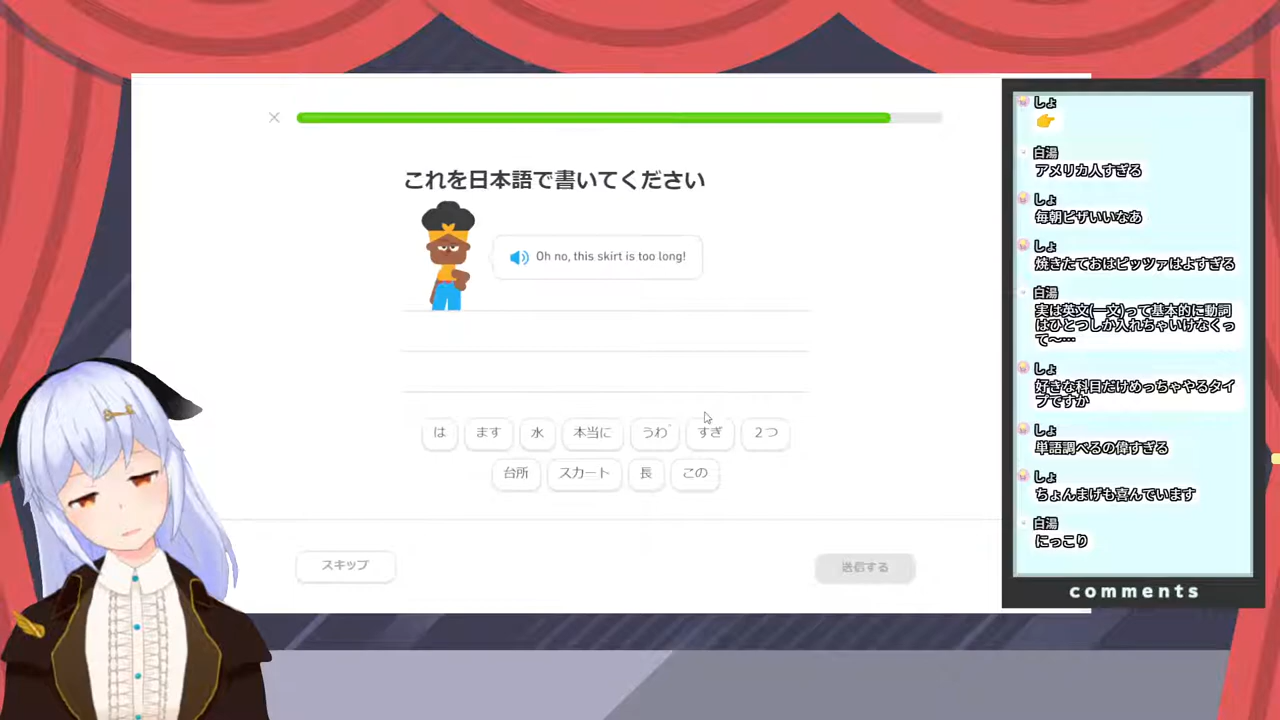 これを日本語で書いてください
Oh no, this skirt is too long!
は ます 水 本当に うわ すぎ 2つ
台所 スカート 長 この
スキップ
送信する
しょ
👉
白湯
アメリカ人すぎる
しょ
毎朝ピザいいなあ
しょ
焼きたておはピッツァはよすぎる
白湯
実は英文(一文)って基本的に動詞
はひとつしか入れちゃいけなくっ
て〜…
しょ
好きな科目だけめっちゃやるタイ
プですか
しょ
単語調べるの偉すぎる
しょ
ちょんまげも喜んでいます
白湯
にっこり
comments